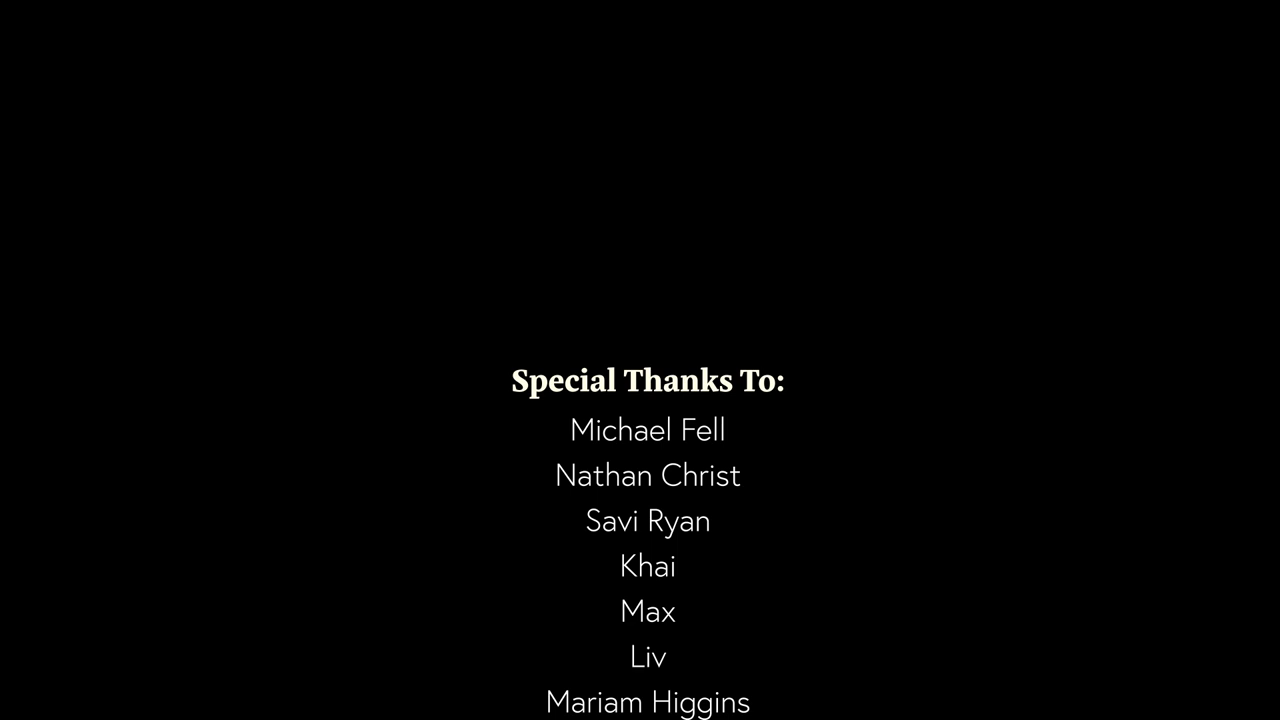 Special Thanks To:
Michael Fell
Nathan Christ
Savi Ryan
Khai
Max
Liv
Mariam Higgins